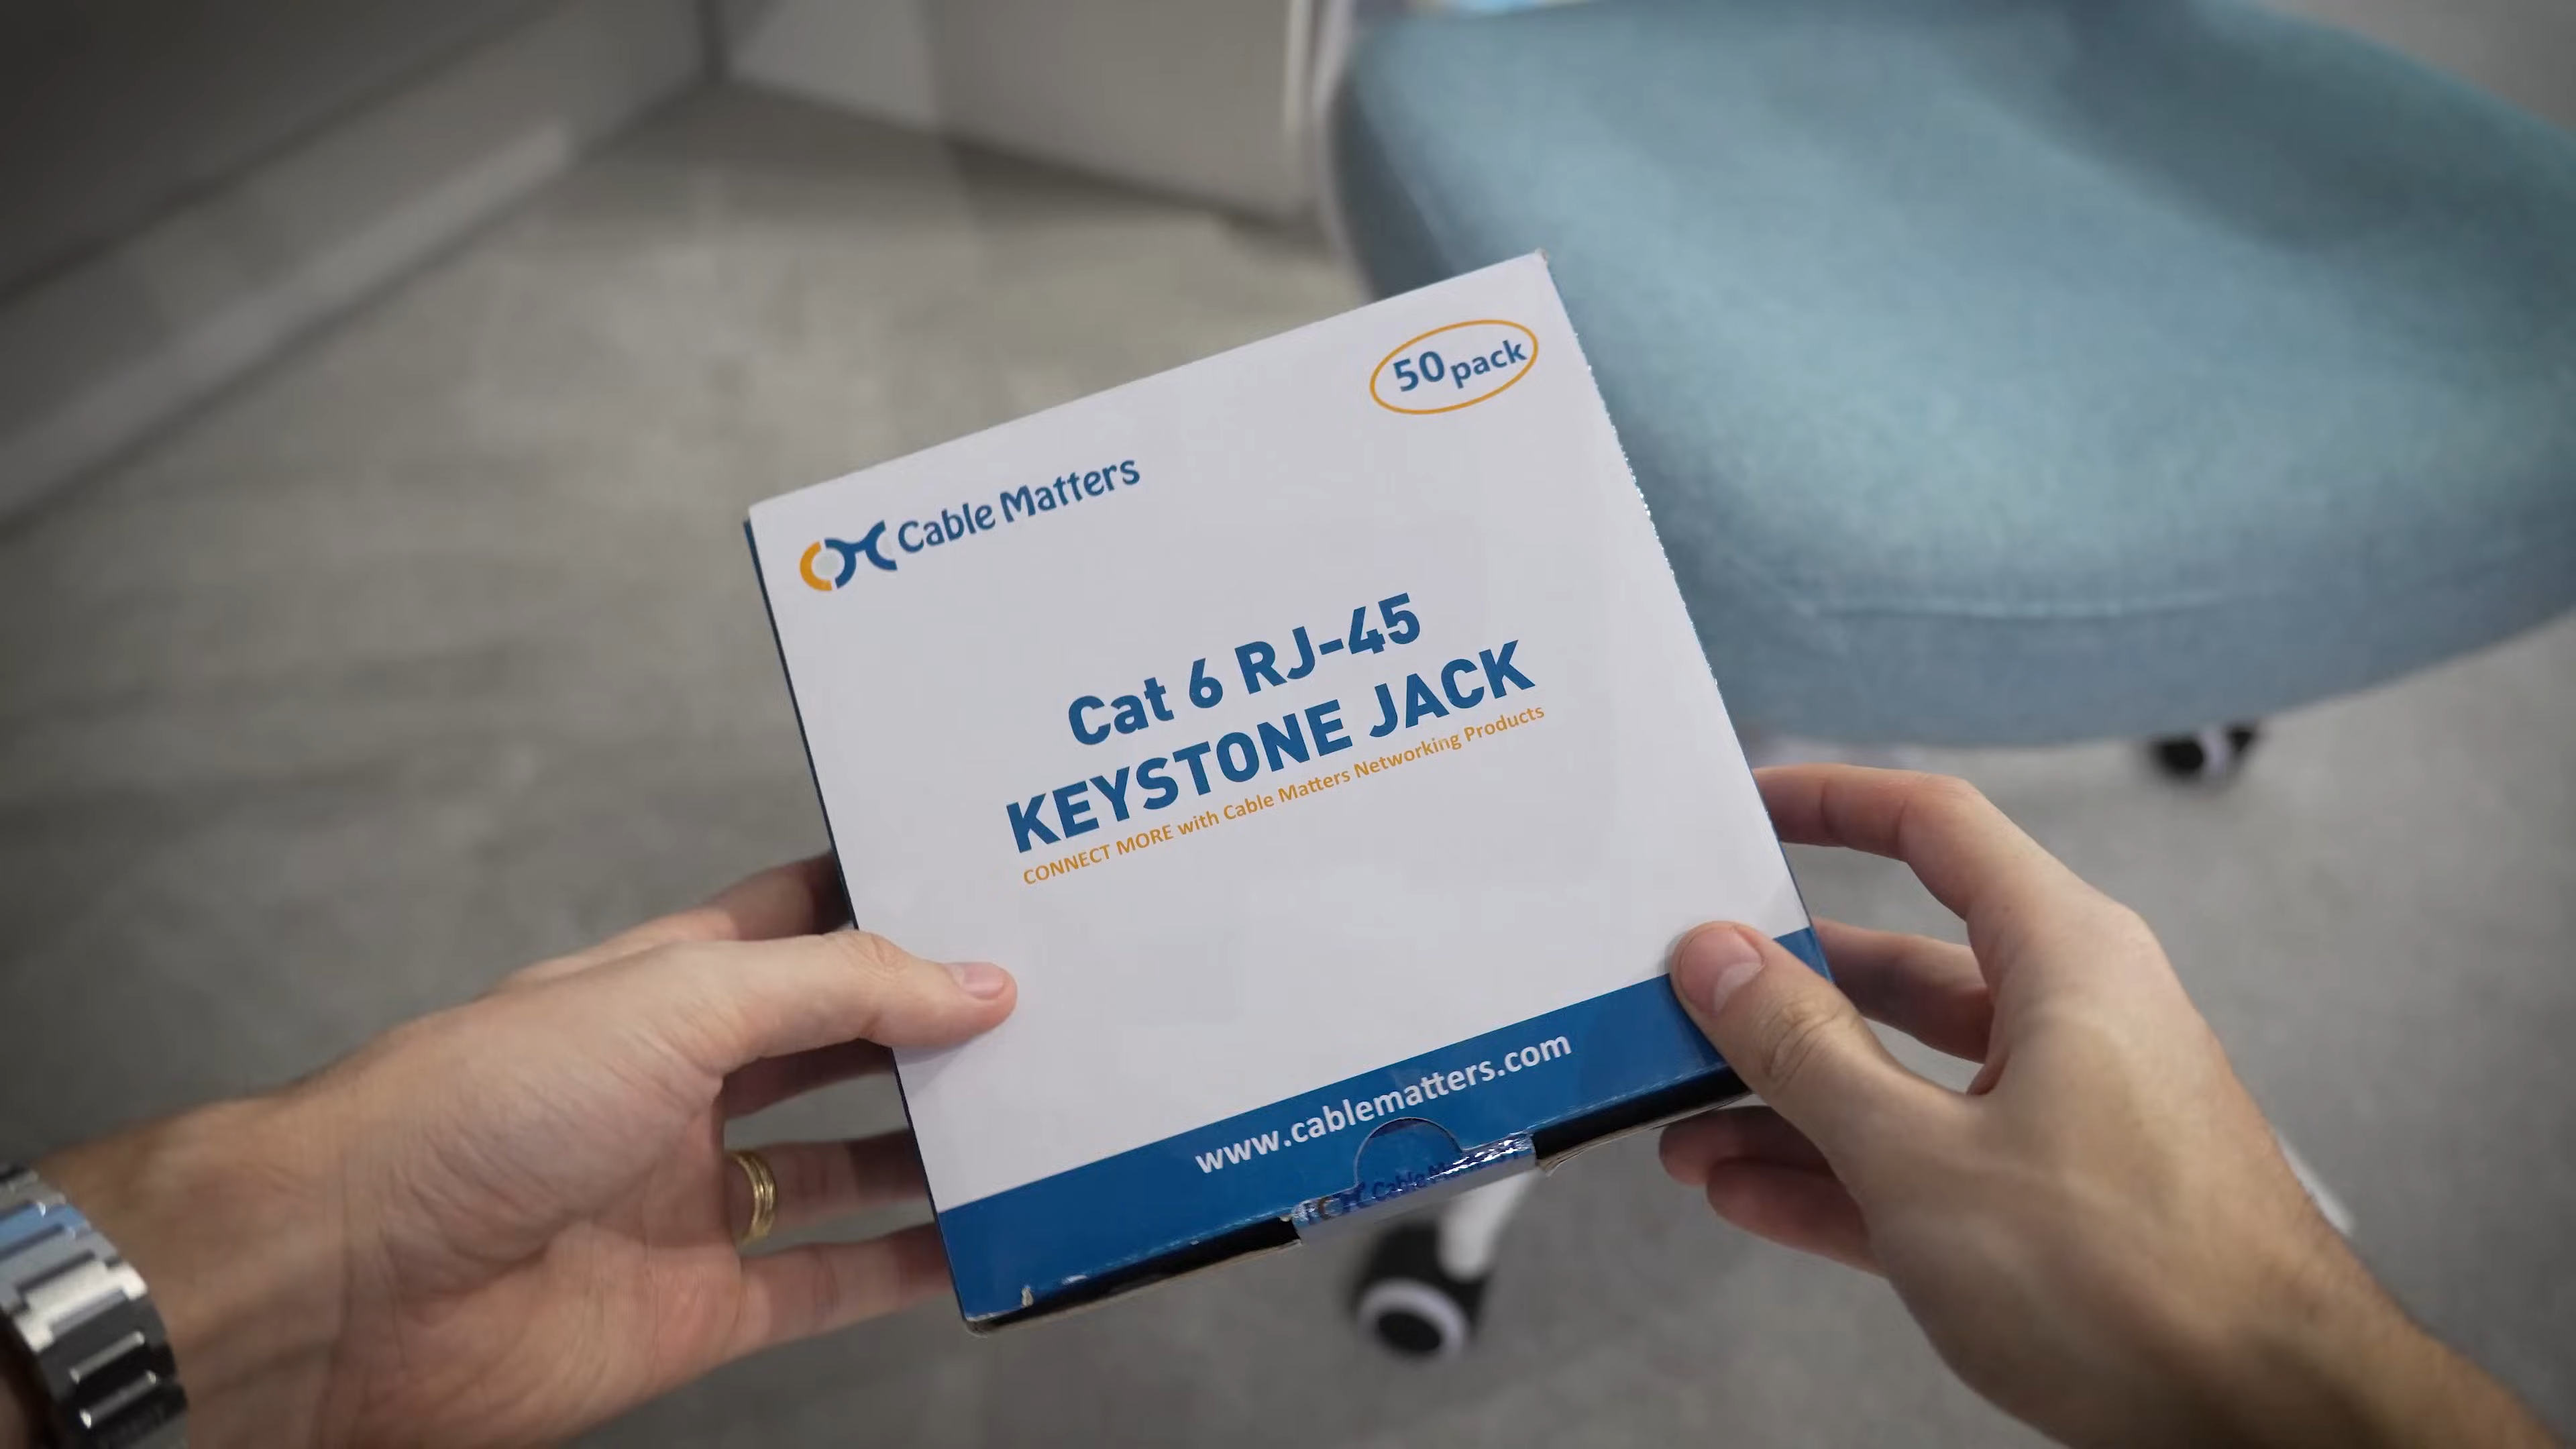 50 pack
Cable Matters
Cat 6 RJ-45
KEYSTONE JACK
CONNECT MORE with Cable Matters Networking Products
www.cablematters.com
Cable